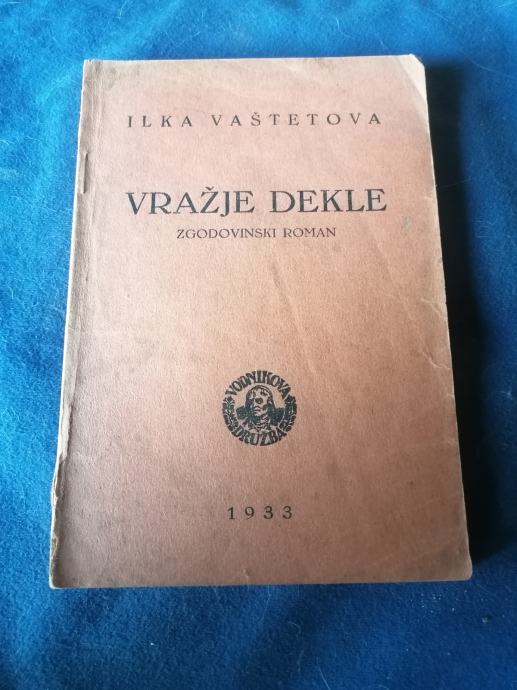 ILKA VAŠTETOVA
VRAŽJE DEKLE
ZGODOVINSKI ROMAN
VODNIKOVA
DRUŽBA
1933